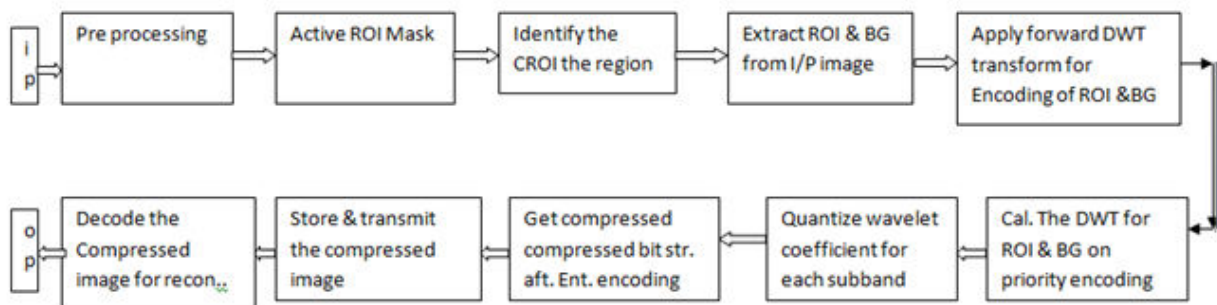 i
p
Pre processing
Active ROI Mask
Identify the
CROI the region
Extract ROI & BG
from I/P image
Apply forward DWT
transform for
Encoding of ROI &BG
Cal. The DWT for
ROI & BG on
priority encoding
Quantize wavelet
coefficient for
each subband
Get compressed
compressed bit str.
aft. Ent. encoding
Store & transmit
the compressed
image
Decode the
Compressed
image for recon..
o
p